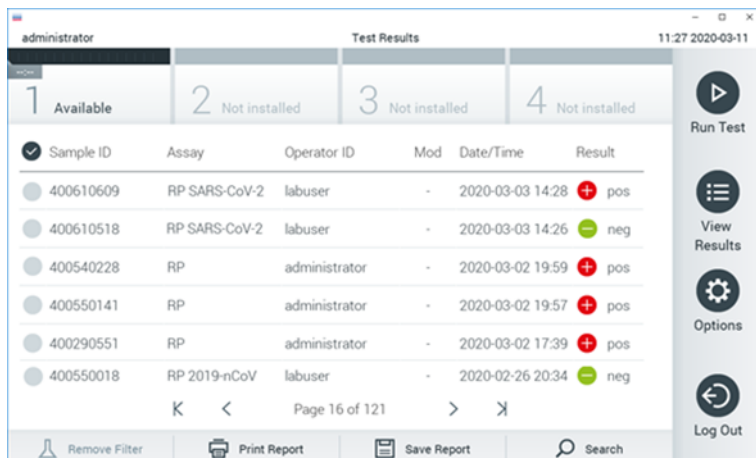 administrator Test Results 11:27 2020-03-11
1 Available 2 Not installed 3 Not installed 4 Not installed
Run Test
Sample ID Assay Operator ID Mod Date/Time Result
400610609 RP SARS-CoV-2 labuser - 2020-03-03 14:28 pos
400610518 RP SARS-CoV-2 labuser - 2020-03-03 14:26 neg
View
Results
400540228 RP administrator - 2020-03-02 19:59 pos
400550141 RP administrator - 2020-03-02 19:57 pos
Options
400290551 RP administrator - 2020-03-02 17:39 pos
400550018 RP 2019-nCoV labuser - 2020-02-26 20:34 neg
Page 16 of 121
Log Out
Remove Filter Print Report Save Report Search